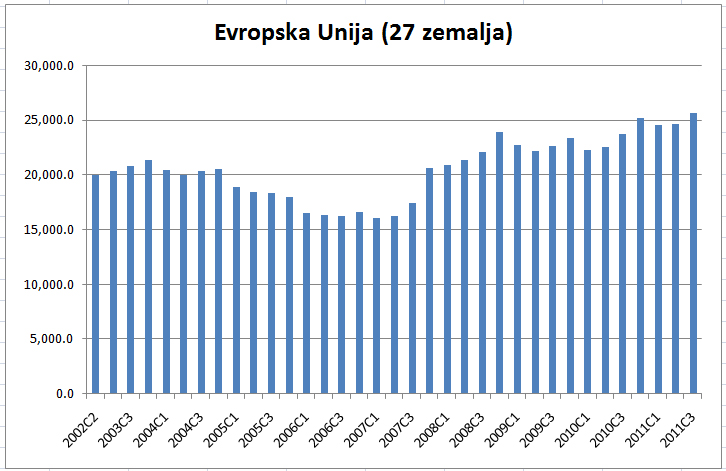 Evropska Unija (27 zemalja)
30,000.0
25,000.0
20,000.0
15,000.0
10,000.0
5,000.0
0.0
2002C2
2003C3
2004C1
2004C3
2005C1
2005C3
2006C1
2006C3
2007C1
2007C3
2008C1
2008C3
2009C1
2009C3
2010C1
2010C3
2011C1
2011C3